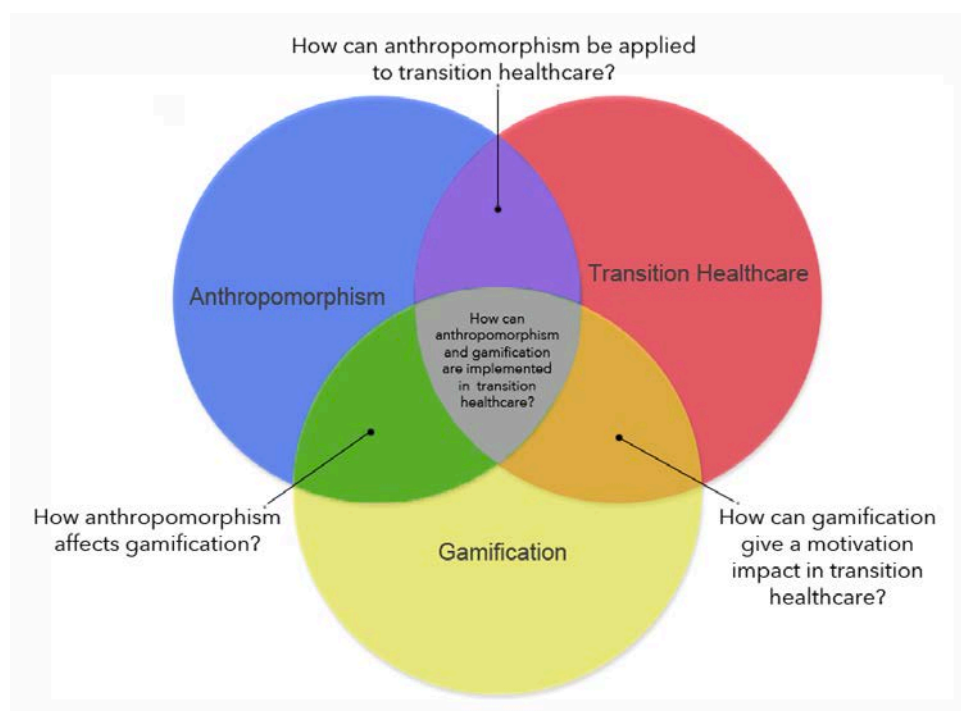 How can anthropomorphism be applied
to transition healthcare?
Transition Healthcare
Anthropomorphism
How can
anthropomorphism
and gamification
are implemented
in transition
healthcare?
How anthropomorphism
affects gamification?
Gamification
How can gamification
give a motivation
impact in transition
healthcare?